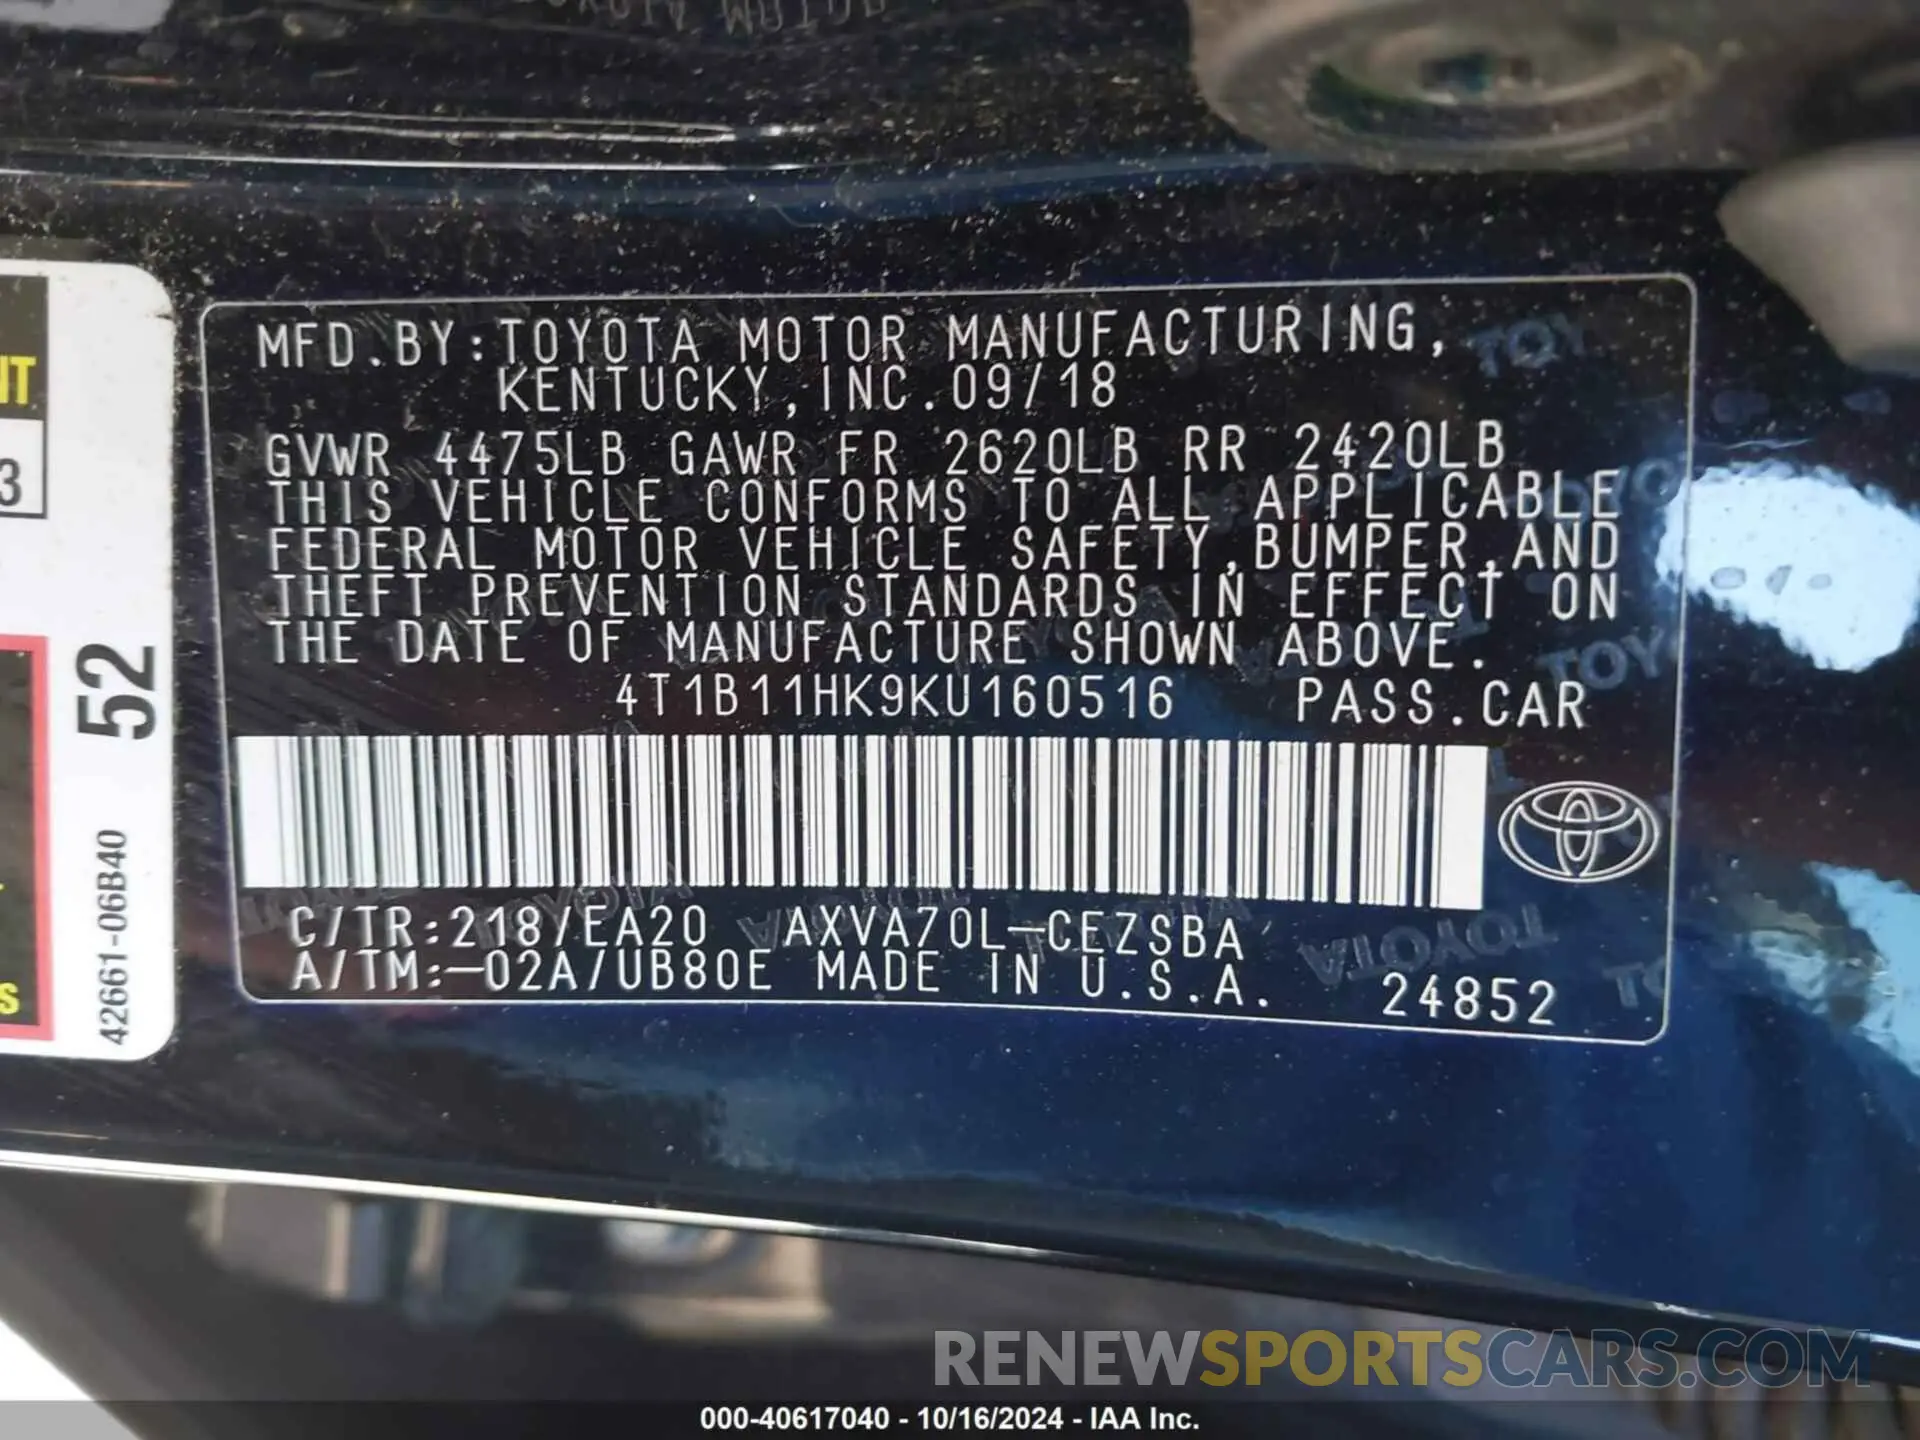 MFD.BY:TOYOTA MOTOR MANUFACTURING,
KENTUCKY,INC.09/18
GVWR 4475LB GAWR FR 2620LB RR 2420LB
THIS VEHICLE CONFORMS TO ALL APPLICABLE
FEDERAL MOTOR VEHICLE SAFETY,BUMPER,AND
THEFT PREVENTION STANDARDS IN EFFECT ON
THE DATE OF MANUFACTURE SHOWN ABOVE.
4T1B11HK9KU160516 PASS.CAR
C/TR:218/EA20 AXVA70L-CEZSBA
A/TM:-02A/UB80E MADE IN U.S.A. 24852
NT
3
S
52
42661-06B40
RENEWSPORTSCARS.COM
000-40617040 - 10/16/2024 - IAA Inc.